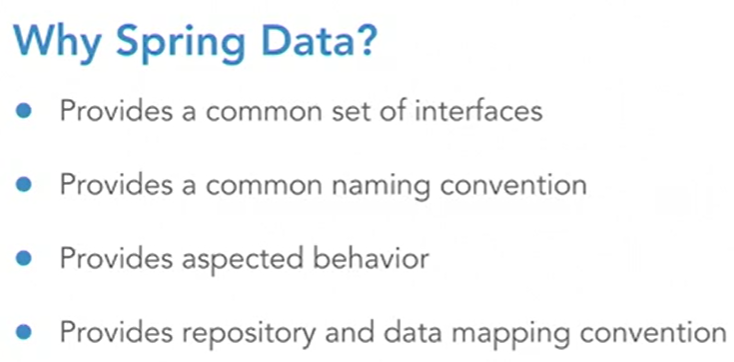 Why Spring Data?
• Provides a common set of interfaces
• Provides a common naming convention
• Provides aspected behavior
• Provides repository and data mapping convention